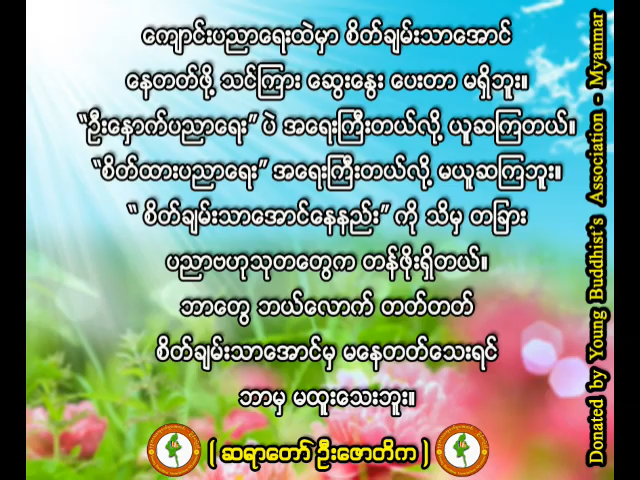 ကျောင်းပညာရေးထဲမှာ စိတ်ချမ်းသာအောင်
နေတတ်ဖို့ သင်ကြား ဆွေးနွေး ပေးတာ မရှိဘူး။
“ဦးနှောက်ပညာရေး” ပဲ အရေးကြီးတယ်လို့ ယူဆကြတယ်။
“စိတ်ထားပညာရေး” အရေးကြီးတယ်လို့ မယူဆကြဘူး။
“ စိတ်ချမ်းသာအောင်နေနည်း” ကို သိမှ တခြား
ပညာဗဟုသုတတွေက တန်ဖိုးရှိတယ်။
ဘာတွေ ဘယ်လောက် တတ်တတ်
စိတ်ချမ်းသာအောင်မှ မနေတတ်သေးရင်
ဘာမှ မထူးသေးဘူး။
( ဆရာတော် ဦးဇောတိက )
Donated by Young Buddhist's Association - Myanmar